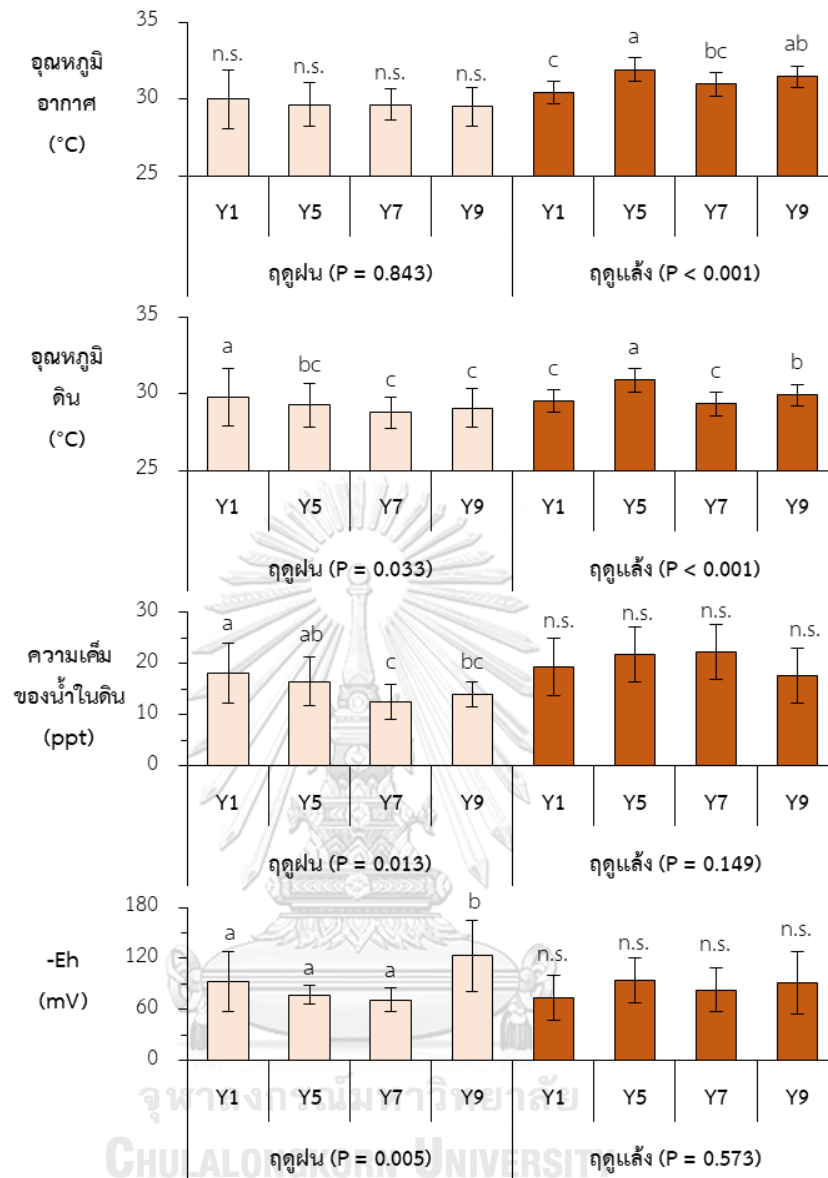 35
30
25
อุณหภูมิ
อากาศ
(°C)
n.s. n.s. n.s. n.s. c a bc ab
Y1 Y5 Y7 Y9 Y1 Y5 Y7 Y9
ฤดูฝน (P = 0.843) ฤดูแล้ง (P < 0.001)
35
30
25
อุณหภูมิ
ดิน
(°C)
a bc c c c a c b
Y1 Y5 Y7 Y9 Y1 Y5 Y7 Y9
ฤดูฝน (P = 0.033) ฤดูแล้ง (P < 0.001)
30
20
10
0
ความเค็ม
ของน้ำในดิน
(ppt)
a ab c bc n.s. n.s. n.s. n.s.
Y1 Y5 Y7 Y9 Y1 Y5 Y7 Y9
ฤดูฝน (P = 0.013) ฤดูแล้ง (P = 0.149)
180
120
60
0
-Eh
(mV)
a a a b n.s. n.s. n.s. n.s.
Y1 Y5 Y7 Y9 Y1 Y5 Y7 Y9
ฤดูฝน (P = 0.005) ฤดูแล้ง (P = 0.573)
จุฬาลงกรณ์มหาวิทยาลัย
CHULALONGKORN UNIVERSITY